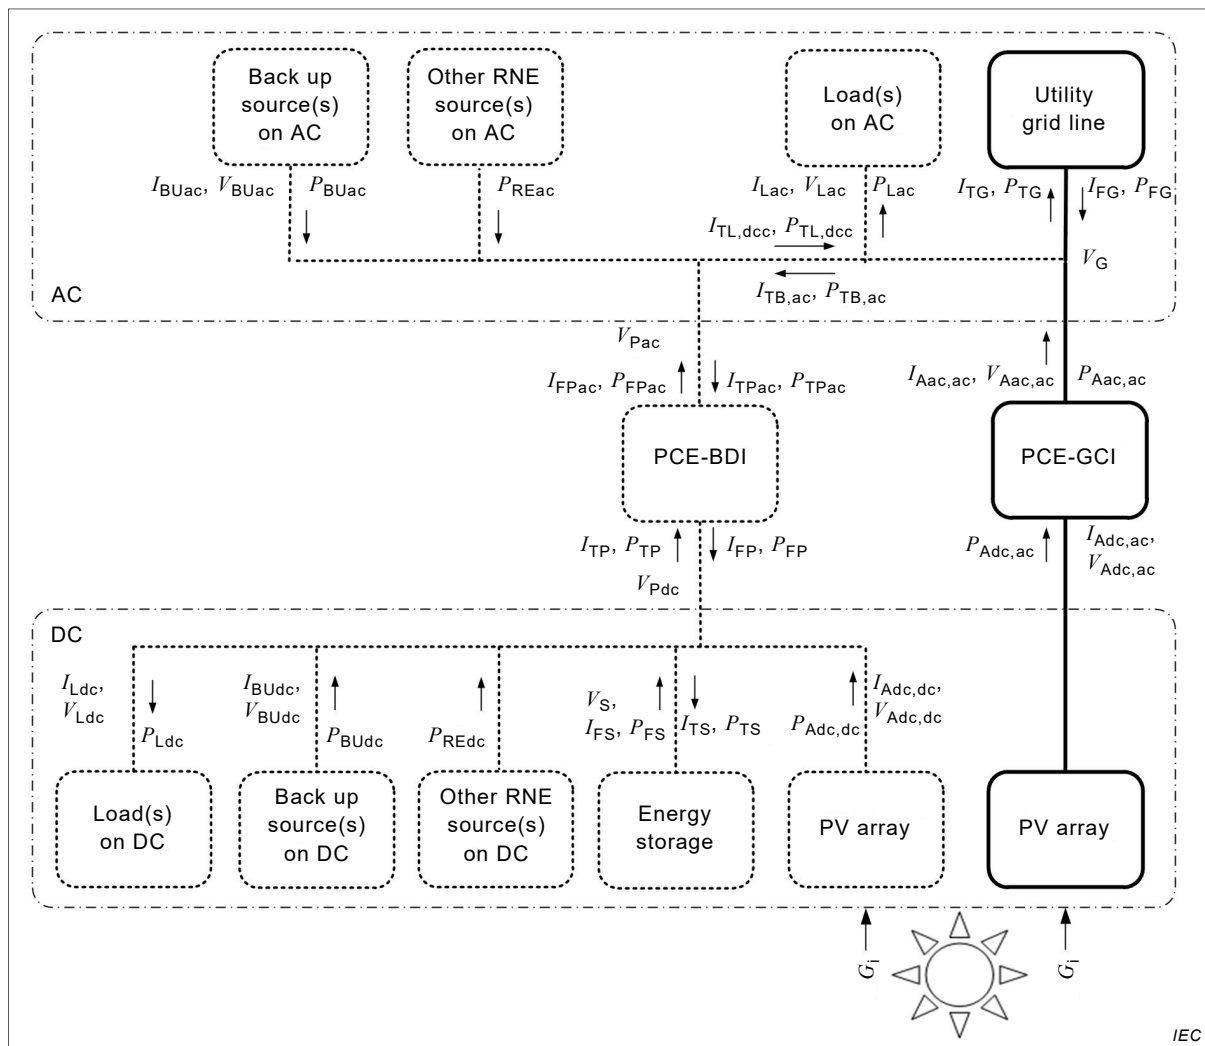 Back up
source(s)
on AC
Other RNE
source(s)
on AC
Load(s)
on AC
Utility
grid line
I_BUac, V_BUac
P_BUac
P_REac
I_Lac, V_Lac
P_Lac
I_TG, P_TG
I_FG, P_FG
I_TL,dcc, P_TL,dcc
V_G
I_TB,ac, P_TB,ac
AC
V_Pac
I_FPac, P_FPac
I_TPac, P_TPac
I_Aac,ac, V_Aac,ac
P_Aac,ac
PCE-BDI
PCE-GCI
I_TP, P_TP
I_FP, P_FP
P_Adc,ac
I_Adc,ac,
V_Adc,ac
V_Pdc
DC
I_Ldc,
V_Ldc
P_Ldc
I_BUdc,
V_BUdc
P_BUdc
P_REdc
V_S,
I_FS, P_FS
I_TS, P_TS
I_Adc,dc,
V_Adc,dc
P_Adc,dc
Load(s)
on DC
Back up
source(s)
on DC
Other RNE
source(s)
on DC
Energy
storage
PV array
PV array
G_i
G_i
IEC